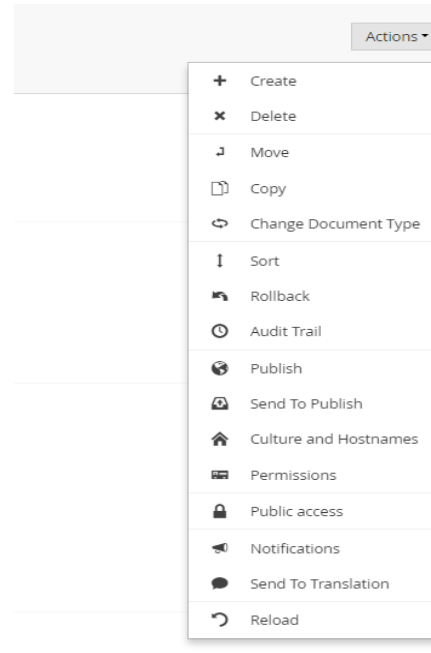 Actions
Create
Delete
Move
Copy
Change Document Type
Sort
Rollback
Audit Trail
Publish
Send To Publish
Culture and Hostnames
Permissions
Public access
Notifications
Send To Translation
Reload